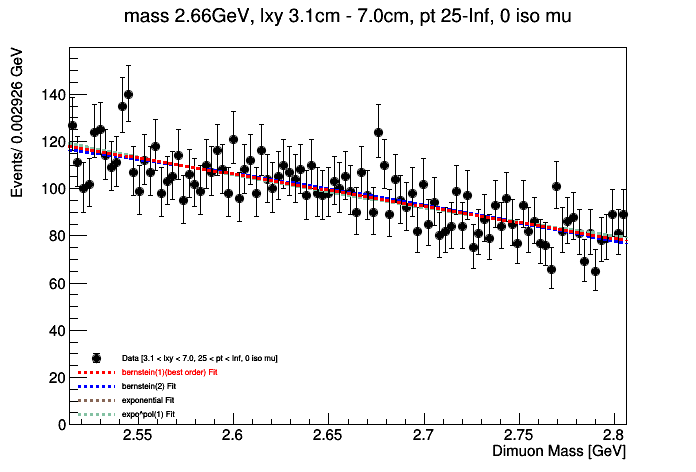 mass 2.66GeV, lxy 3.1cm - 7.0cm, pt 25-Inf, 0 iso mu
Events/ 0.002926 GeV
140
120
100
80
60
40
20
0
Data [3.1 < lxy < 7.0, 25 < pt < Inf, 0 iso mu]
bernstein(1)(best order) Fit
bernstein(2) Fit
exponential Fit
expo*pol(1) Fit
2.55 2.6 2.65 2.7 2.75 2.8
Dimuon Mass [GeV]